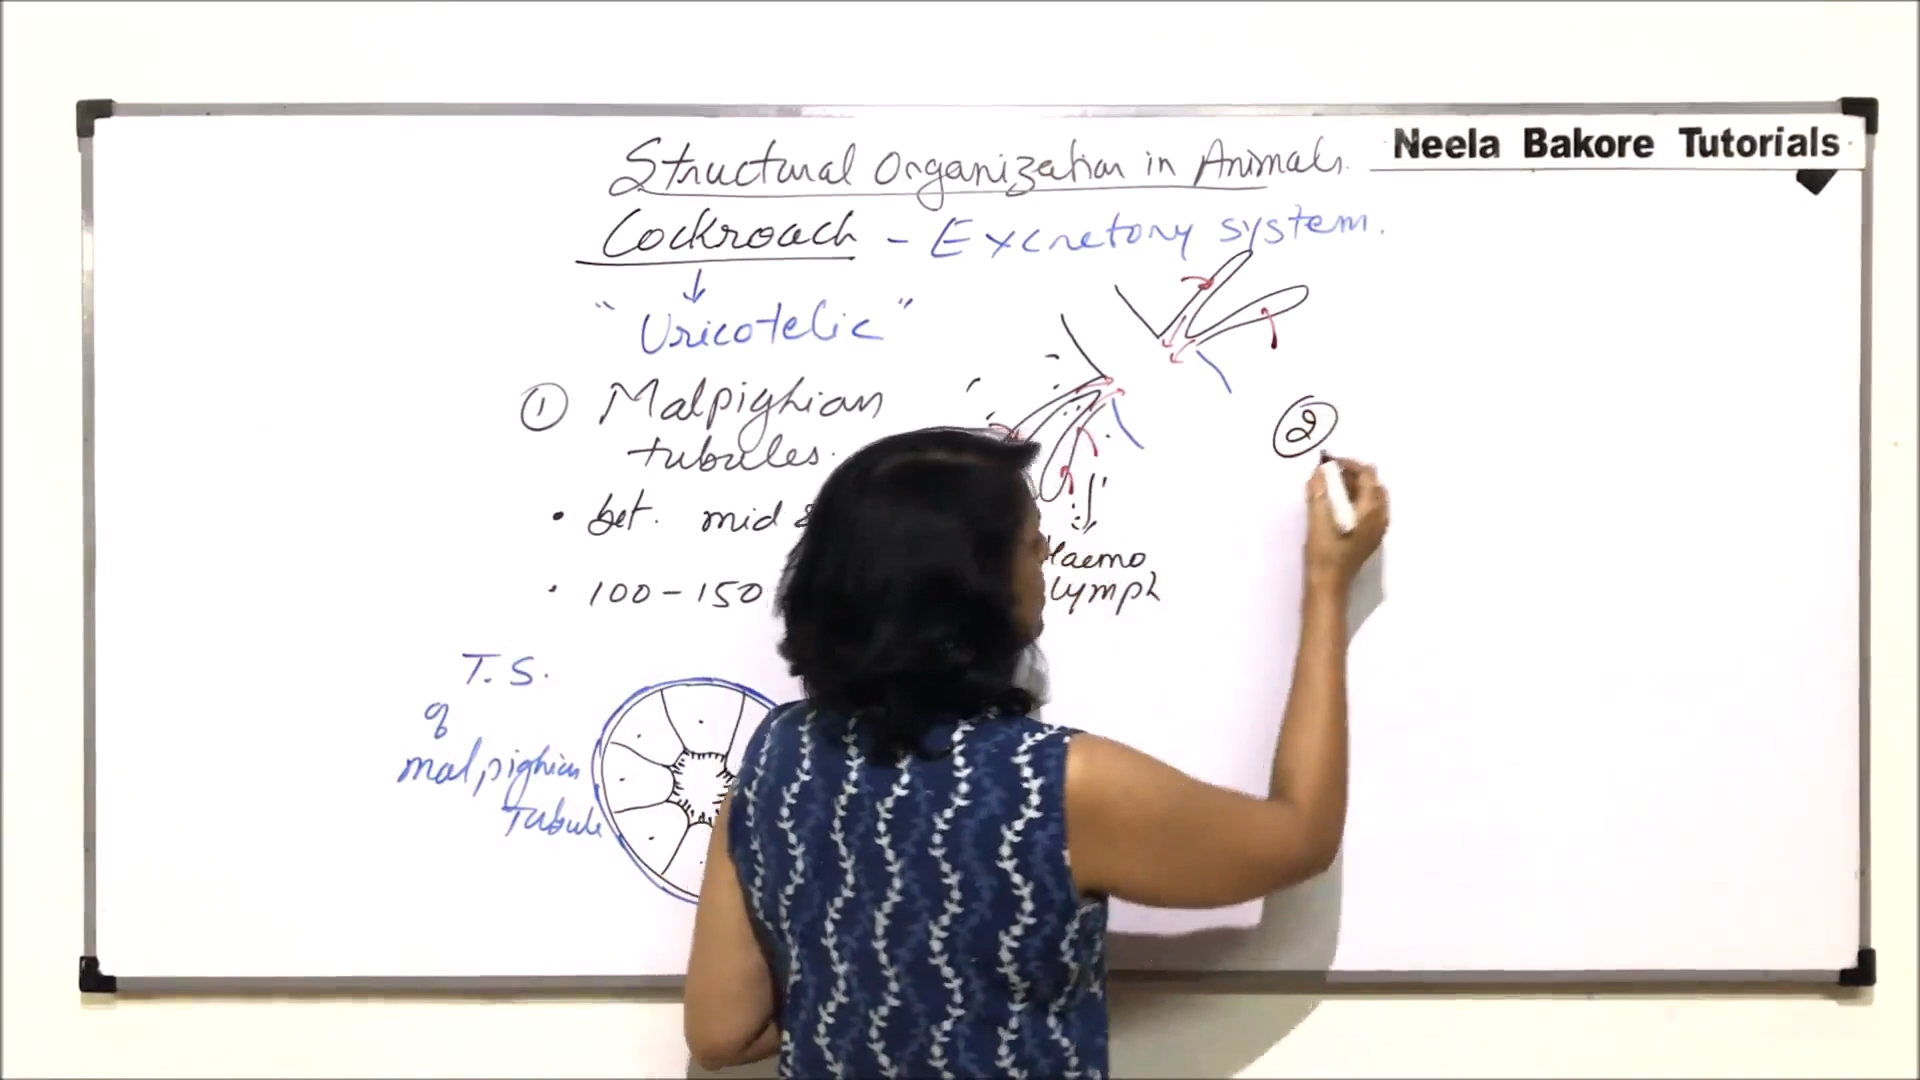 Neela Bakore Tutorials
Structural Organization in Animals.
Cockroach - Excretory system.
"Uricotelic"
① Malpighian
tubules.
• bet. mid &
• 100-150
Haemo
lymph
②
T.S.
of
malpighian
Tubule